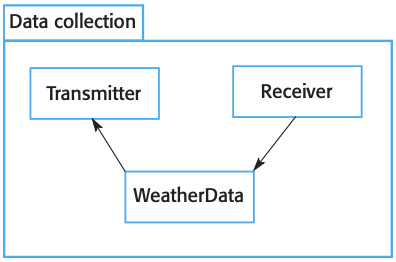 Data collection
Transmitter
Receiver
WeatherData